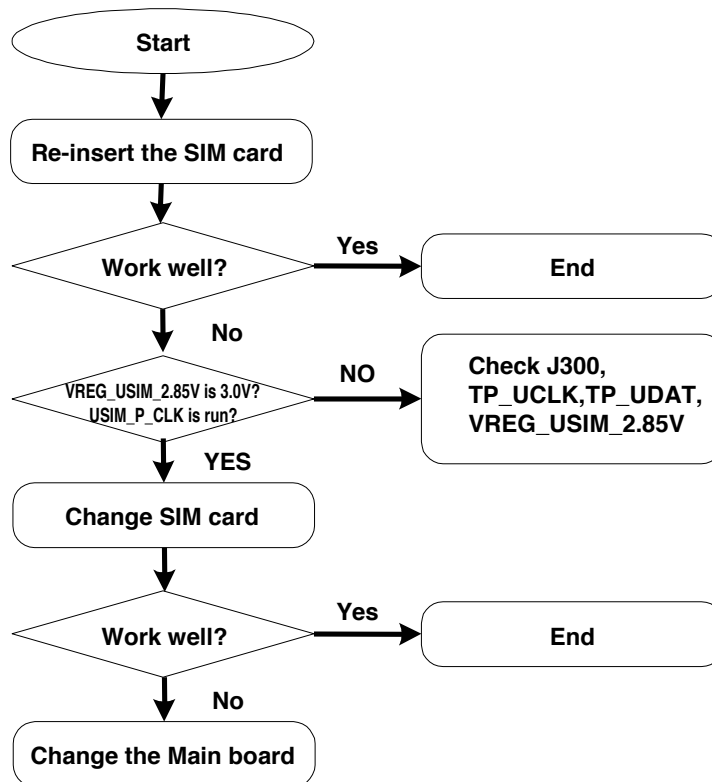 Start
Re-insert the SIM card
Work well?
Yes
End
No
VREG_USIM_2.85V is 3.0V?
USIM_P_CLK is run?
NO
Check J300,
TP_UCLK,TP_UDAT,
VREG_USIM_2.85V
YES
Change SIM card
Work well?
Yes
End
No
Change the Main board